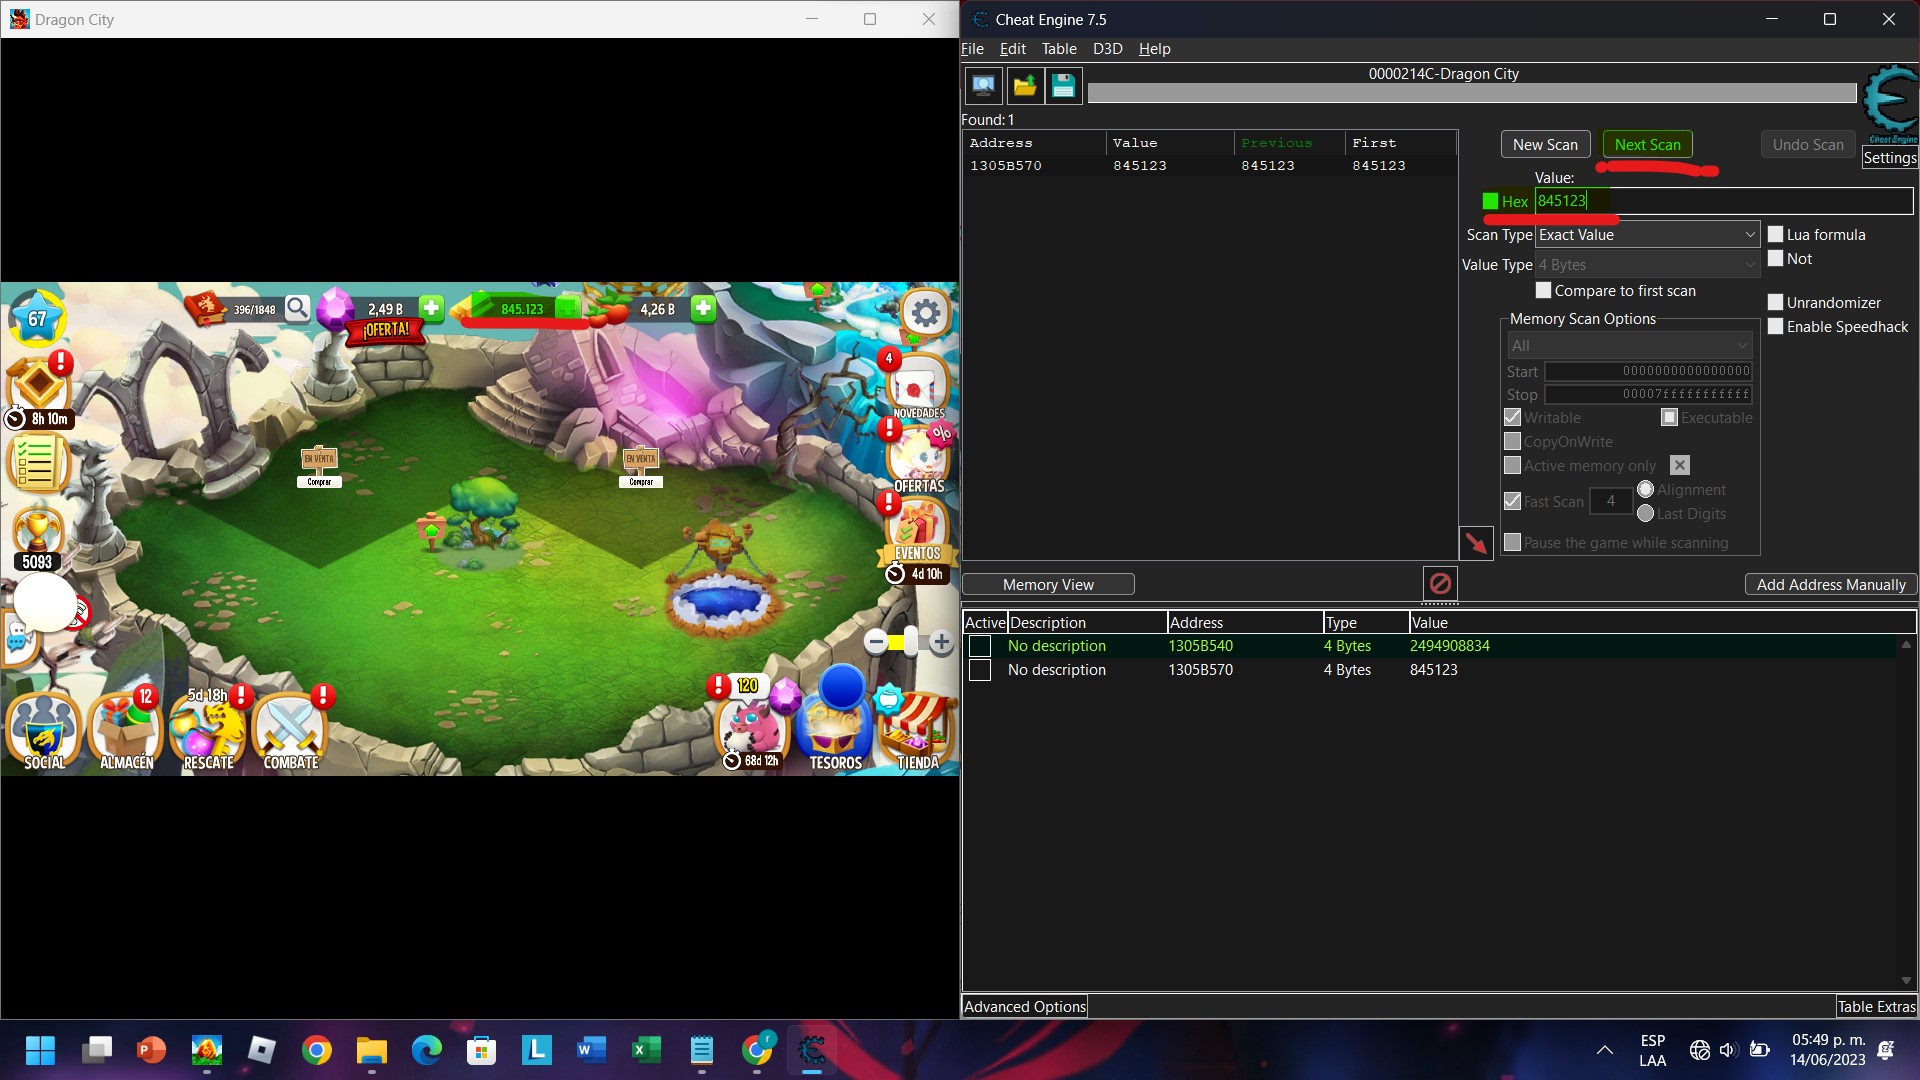 Dragon City
67
396/1848
2,49 B
¡OFERTA!
845.123
4,26 B
8h 10m
4
NOVEDADES
%
OFERTAS
EN VENTA
Comprar
EN VENTA
Comprar
5093
EVENTOS
4d 10h
12
5d 18h
120
SOCIAL
ALMACÉN
RESCATE
COMBATE
68d 12h
TESOROS
TIENDA
Cheat Engine 7.5
File Edit Table D3D Help
0000214C-Dragon City
Cheat Engine
Settings
Found: 1
Address Value Previous First
1305B570 845123 845123 845123
New Scan Next Scan Undo Scan
Value:
Hex 845123
Scan Type Exact Value
Lua formula
Value Type 4 Bytes
Not
Compare to first scan
Unrandomizer
Enable Speedhack
Memory Scan Options
All
Start 0000000000000000
Stop 00007fffffffffff
Writable Executable
CopyOnWrite
Active memory only
Fast Scan 4 Alignment
Last Digits
Pause the game while scanning
Memory View Add Address Manually
Active Description Address Type Value
No description 1305B540 4 Bytes 2494908834
No description 1305B570 4 Bytes 845123
Advanced Options Table Extras
ESP
LAA
05:49 p. m.
14/06/2023